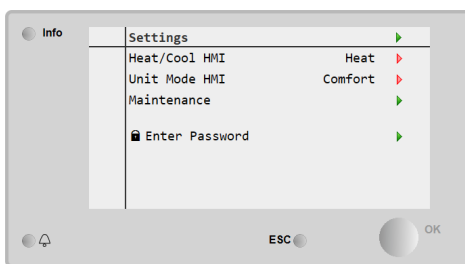 Info
Settings
Heat/Cool HMI Heat
Unit Mode HMI Comfort
Maintenance
Enter Password
ESC
OK